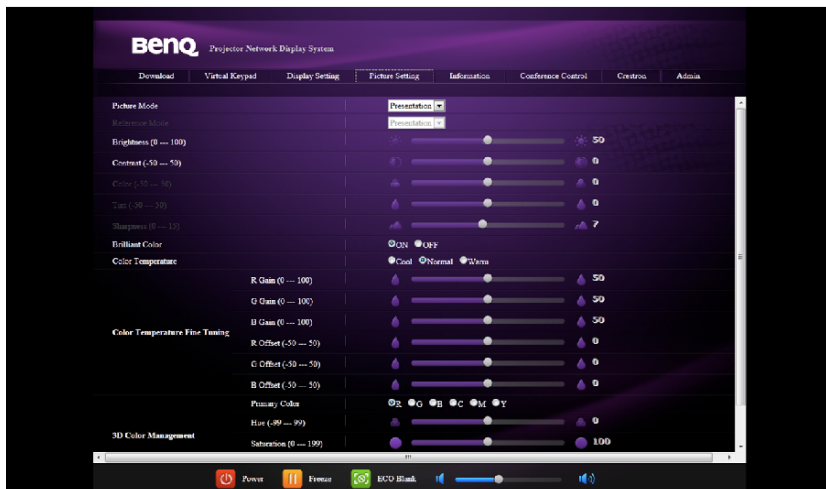 BenQ Projector Network Display System
Download Virtual Keypad Display Setting Picture Setting Information Conference Control Crestron Admin
Picture Mode Presentation
Reference Mode Presentation
Brightness (0 --- 100) 50
Contrast (-50 --- 50) 0
Color (-50 --- 50) 0
Tint (-50 --- 50) 0
Sharpness (0 --- 15) 7
Brilliant Color ON OFF
Color Temperature Cool Normal Warm
R Gain (0 --- 100) 50
G Gain (0 --- 100) 50
B Gain (0 --- 100) 50
Color Temperature Fine Tuning
R Offset (-50 --- 50) 0
G Offset (-50 --- 50) 0
B Offset (-50 --- 50) 0
Primary Color R G B C M Y
Hue (-99 --- 99) 0
3D Color Management
Saturation (0 --- 199) 100
Power Freeze ECO Blank